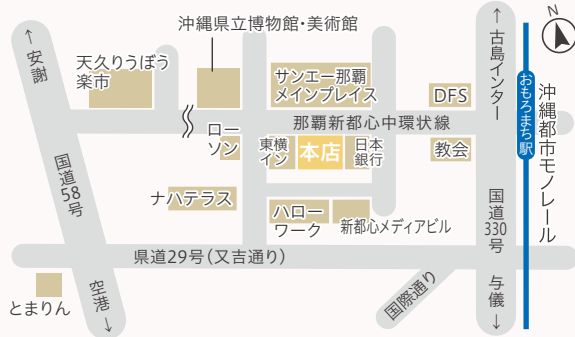 沖縄県立博物館・美術館
N
↑安謝
天久りうぼう
楽市
サンエー那覇
メインプレイス
DFS
↑古島インター
おもろまち駅
沖縄都市モノレール
那覇新都心中環状線
ロー
ソン
東横
イン
本店
日本
銀行
教会
国道58号
ナハテラス
ハロー
ワーク
新都心メディアビル
国道330号
県道29号(又吉通り)
とまりん
空港↓
国際通り
与儀↓